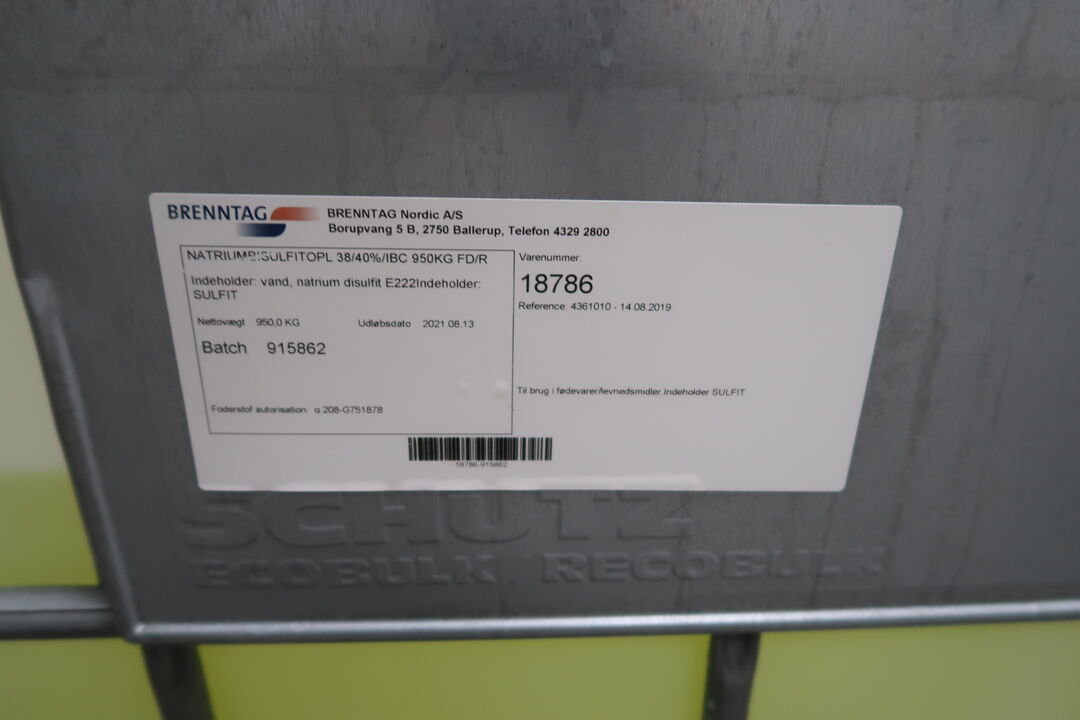 BRENNTAG
BRENNTAG Nordic A/S
Borupvang 5 B, 2750 Ballerup, Telefon 4329 2800
NATRIUMBISULFITOPL 38/40%/IBC 950KG FD/R
Indeholder: vand, natrium disulfit E222Indeholder:
SULFIT
Nettovægt 950,0 KG Udløbsdato 2021.08.13
Batch 915862
Foderstof autorisation: α 208-G751878
Varenummer:
18786
Reference: 4361010 - 14.08.2019
Til brug i fødevarer/levnedsmidler.Indeholder SULFIT
18786-915862
SCHÜTZ
ECOBULK RECOBULK